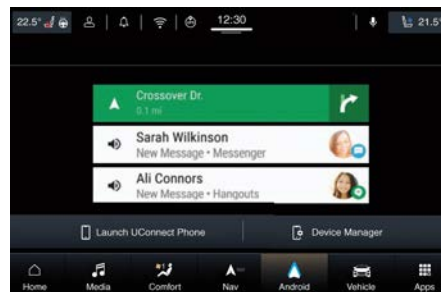 22.5°
12:30
21.5°
Crossover Dr.
0.1 mi
Sarah Wilkinson
New Message • Messenger
Ali Connors
New Message • Hangouts
Launch UConnect Phone
Device Manager
Home
Media
Comfort
Nav
Android
Vehicle
Apps